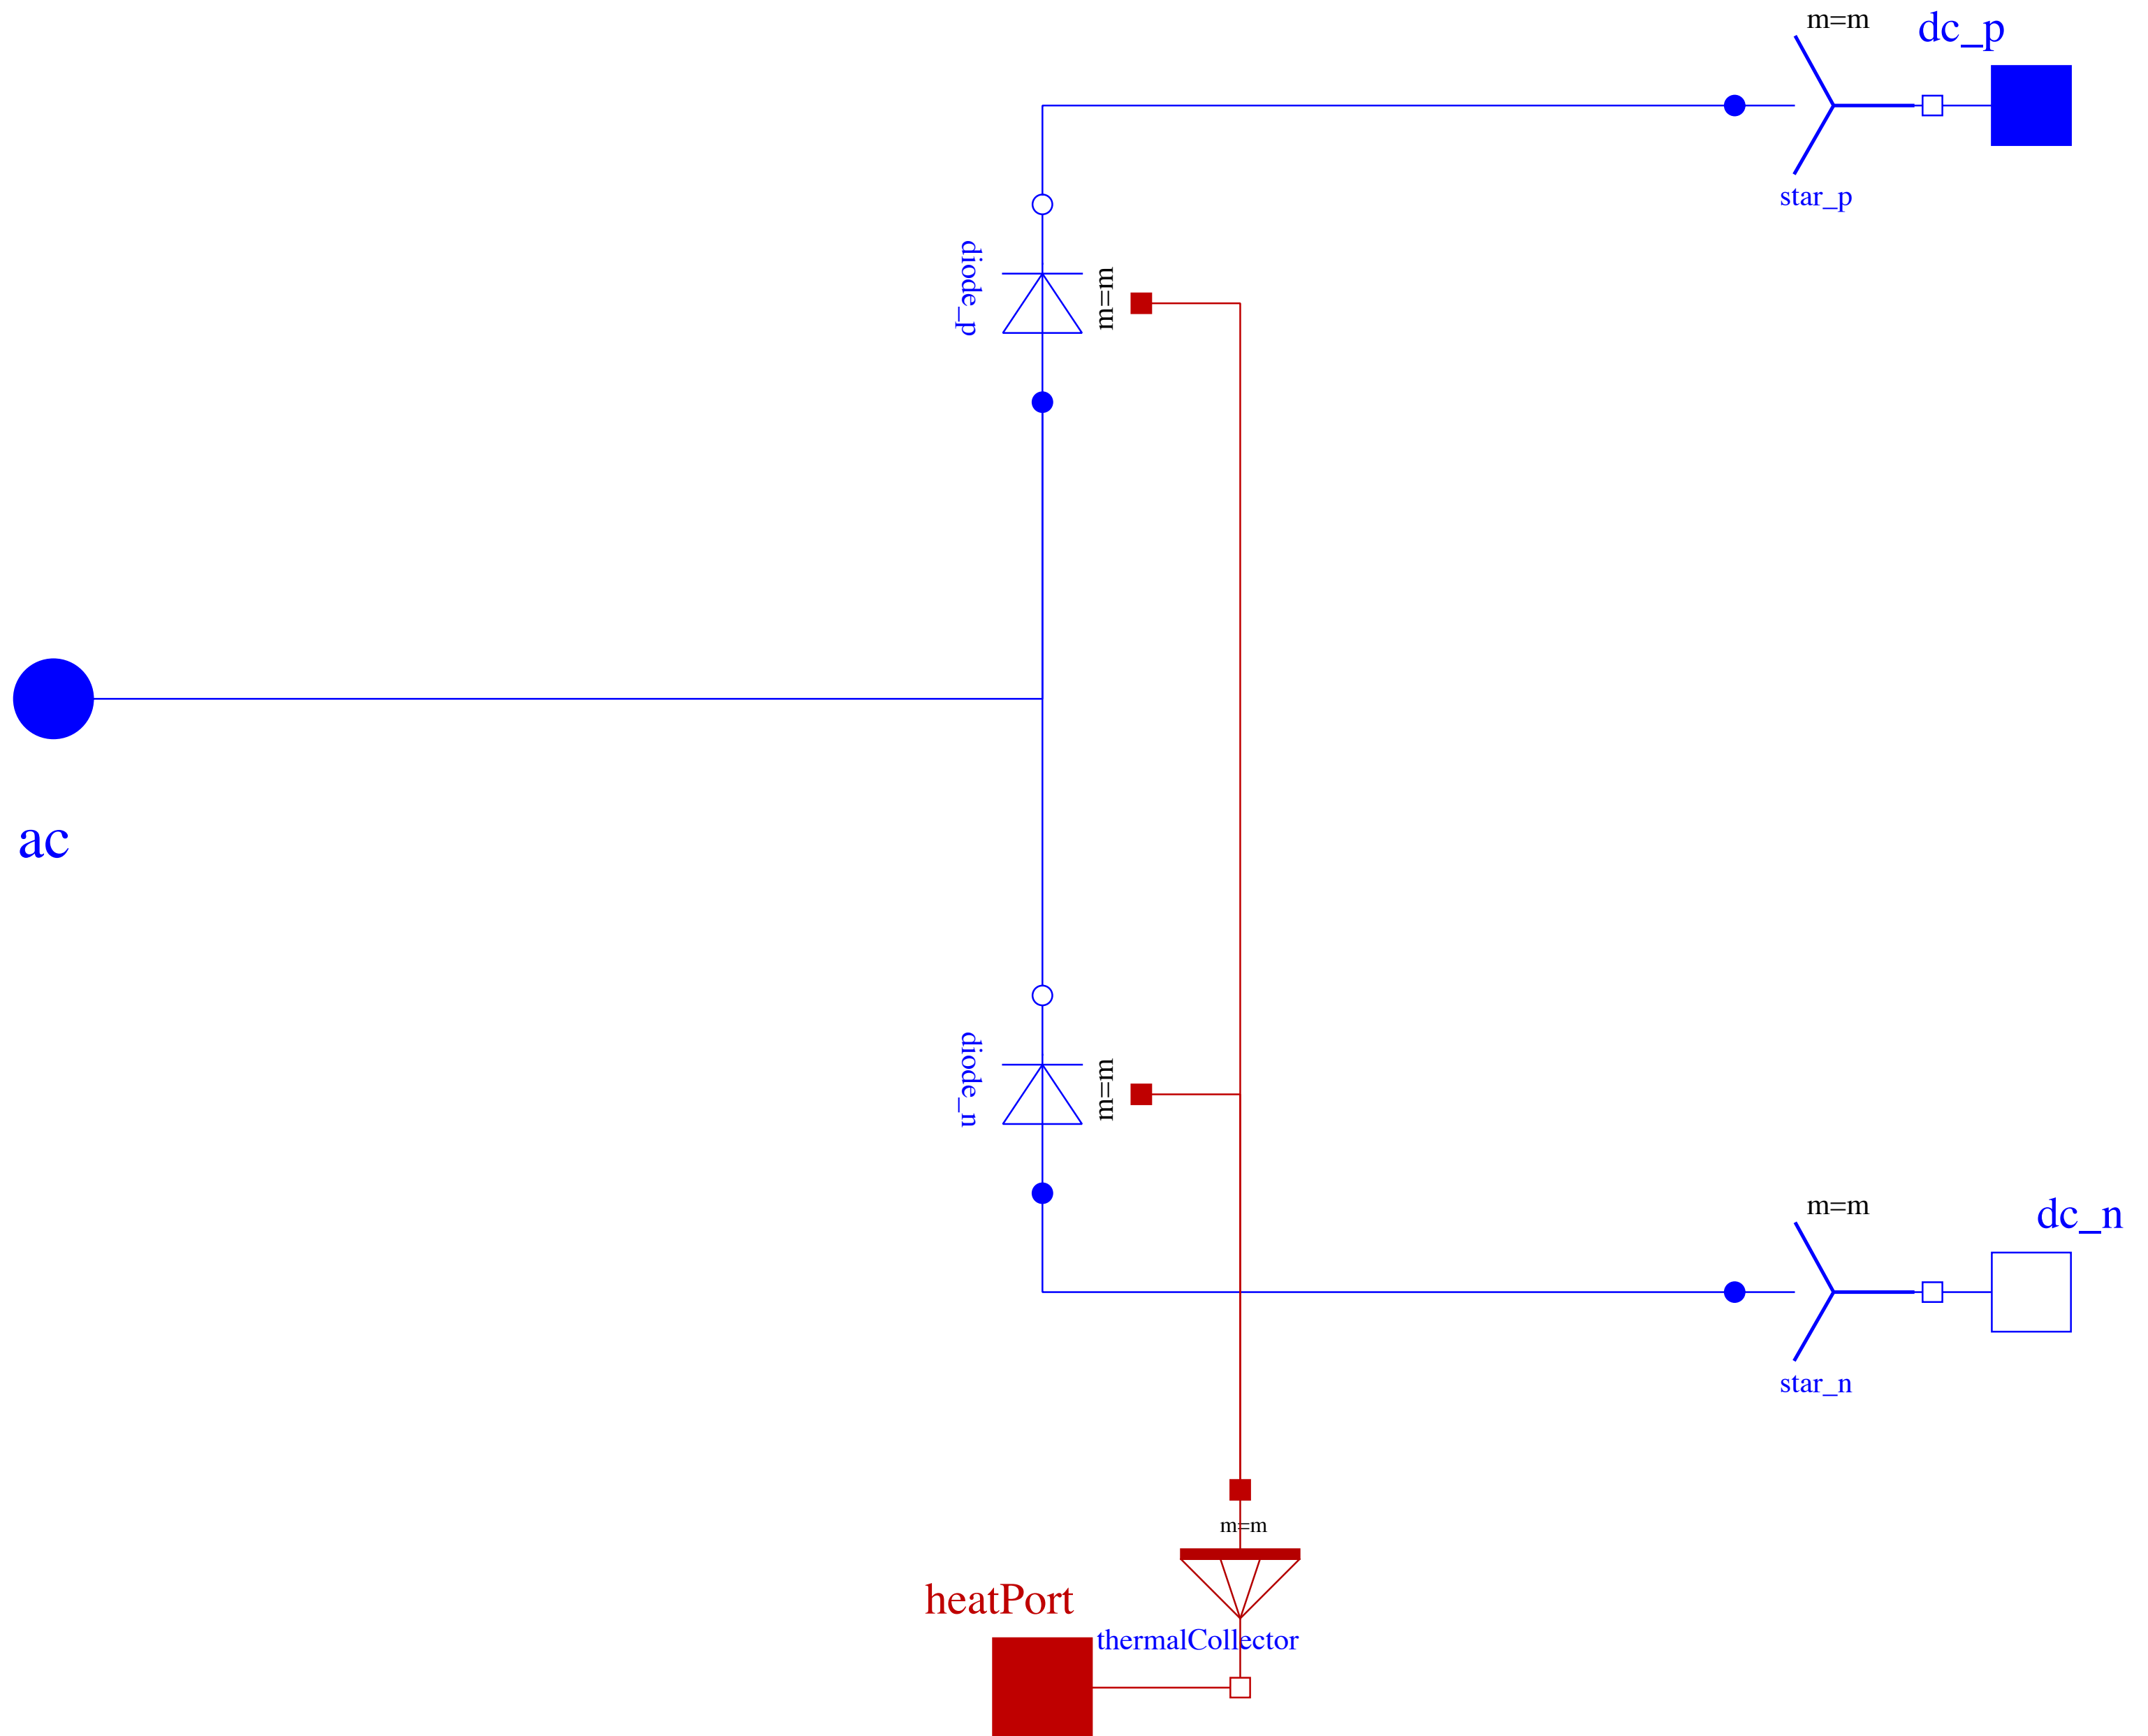 m=m
dc_p
star_p
diode_p
m=m
ac
diode_n
m=m
m=m
dc_n
star_n
m=m
heatPort
thermalCollector